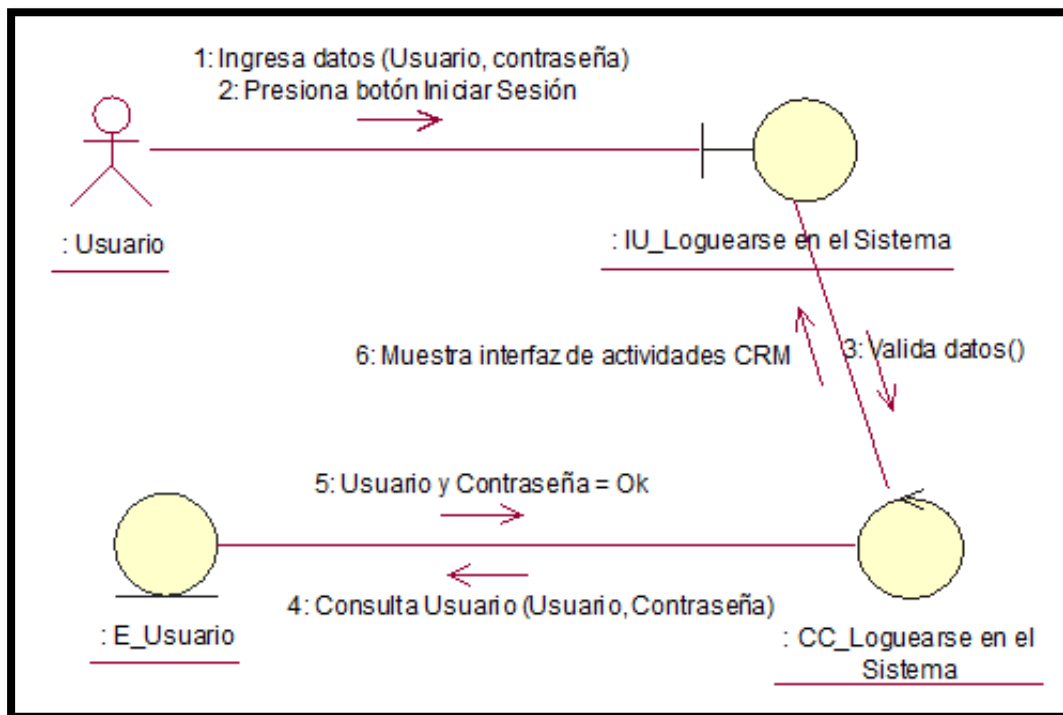 1: Ingresa datos (Usuario, contraseña)
2: Presiona botón Iniciar Sesión
: Usuario
: IU_Loguearse en el Sistema
6: Muestra interfaz de actividades CRM
3: Valida datos()
5: Usuario y Contraseña = Ok
4: Consulta Usuario (Usuario, Contraseña)
: E_Usuario
: CC_Loguearse en el
Sistema